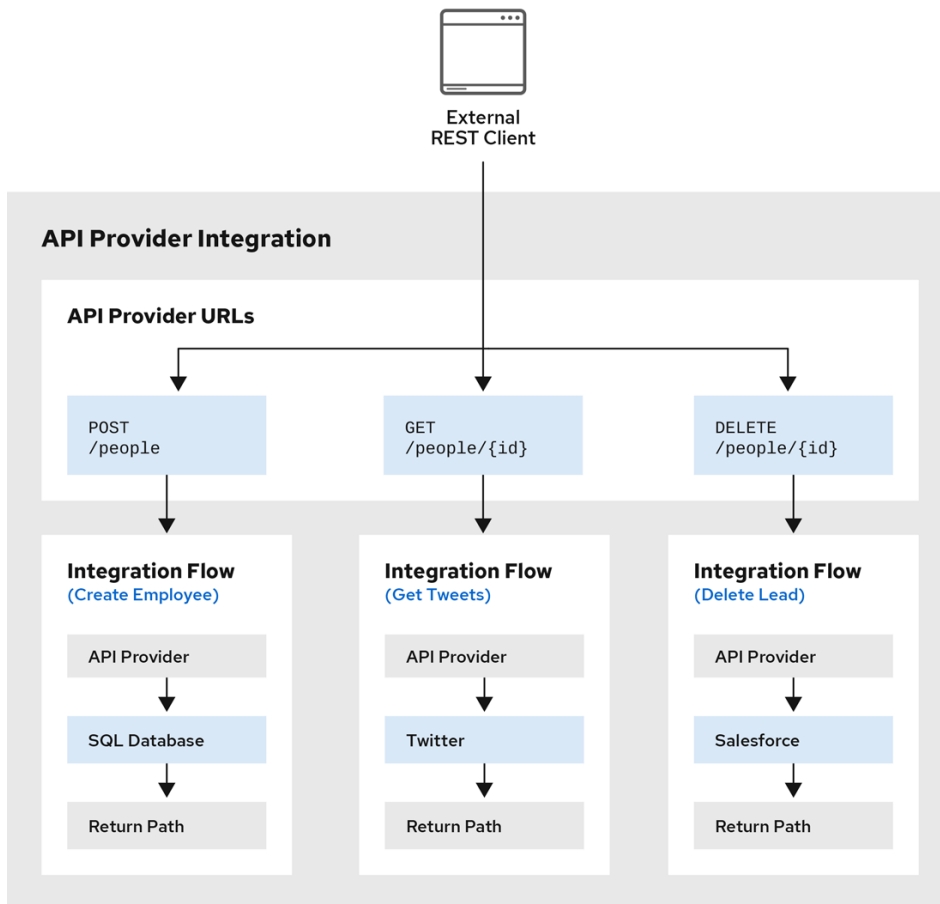 External
REST Client
API Provider Integration
API Provider URLs
POST
/people
GET
/people/{id}
DELETE
/people/{id}
Integration Flow
(Create Employee)
API Provider
SQL Database
Return Path
Integration Flow
(Get Tweets)
API Provider
Twitter
Return Path
Integration Flow
(Delete Lead)
API Provider
Salesforce
Return Path